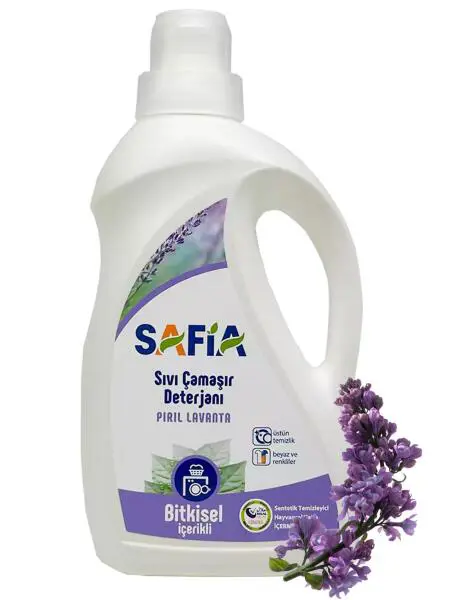 SAFiA
Sıvı Çamaşır
Deterjanı
PIRIL LAVANTA
üstün
temizlik
beyaz ve
renkliler
Bitkisel
içerikli
Sentetik Temizleyici